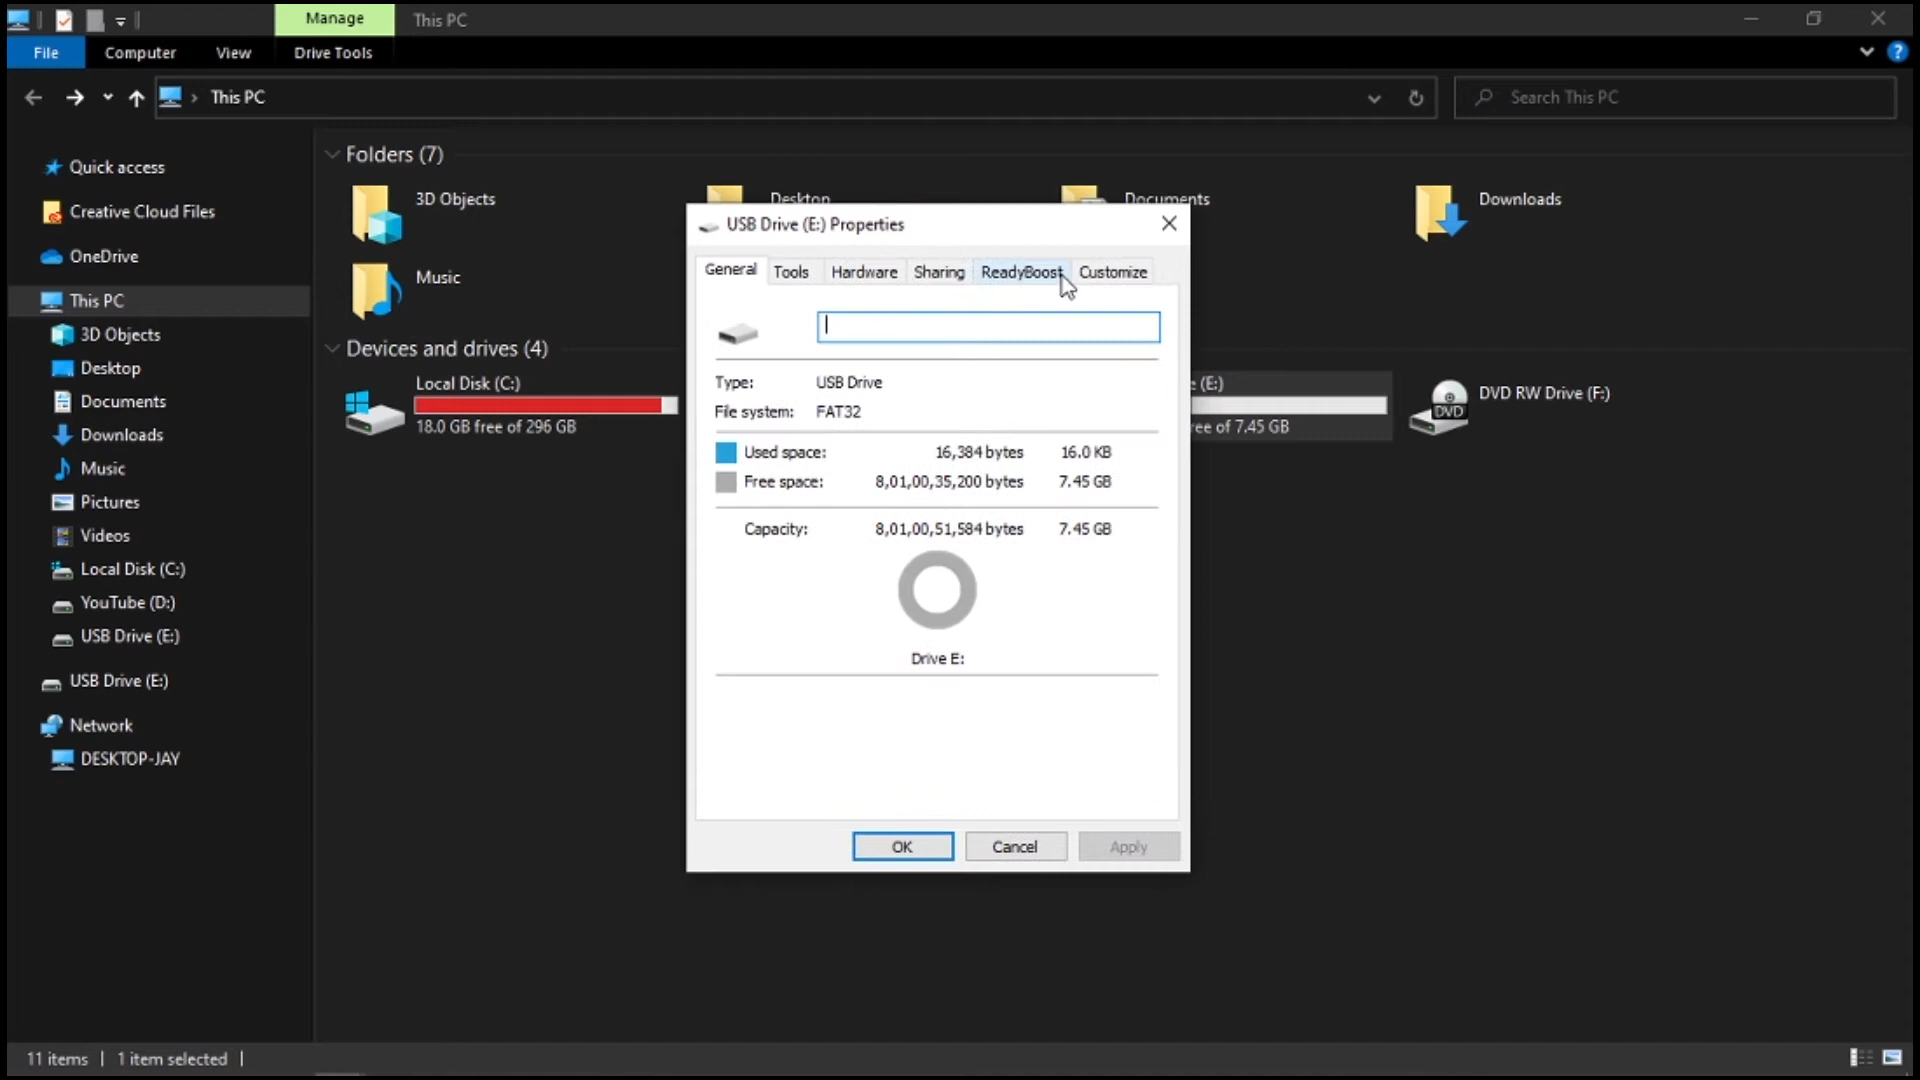 Manage
This PC
File
Computer
View
Drive Tools
?
This PC
Search This PC
Quick access
Creative Cloud Files
OneDrive
This PC
3D Objects
Desktop
Documents
Downloads
Music
Pictures
Videos
Local Disk (C:)
YouTube (D:)
USB Drive (E:)
USB Drive (E:)
Network
DESKTOP-JAY
Folders (7)
3D Objects
Desktop
Documents
Downloads
Music
Devices and drives (4)
Local Disk (C:)
18.0 GB free of 296 GB
e (E:)
ree of 7.45 GB
DVD
DVD RW Drive (F:)
USB Drive (E:) Properties
General
Tools
Hardware
Sharing
ReadyBoost
Customize
Type: USB Drive
File system: FAT32
Used space: 16,384 bytes 16.0 KB
Free space: 8,01,00,35,200 bytes 7.45 GB
Capacity: 8,01,00,51,584 bytes 7.45 GB
Drive E:
OK
Cancel
Apply
11 items
1 item selected